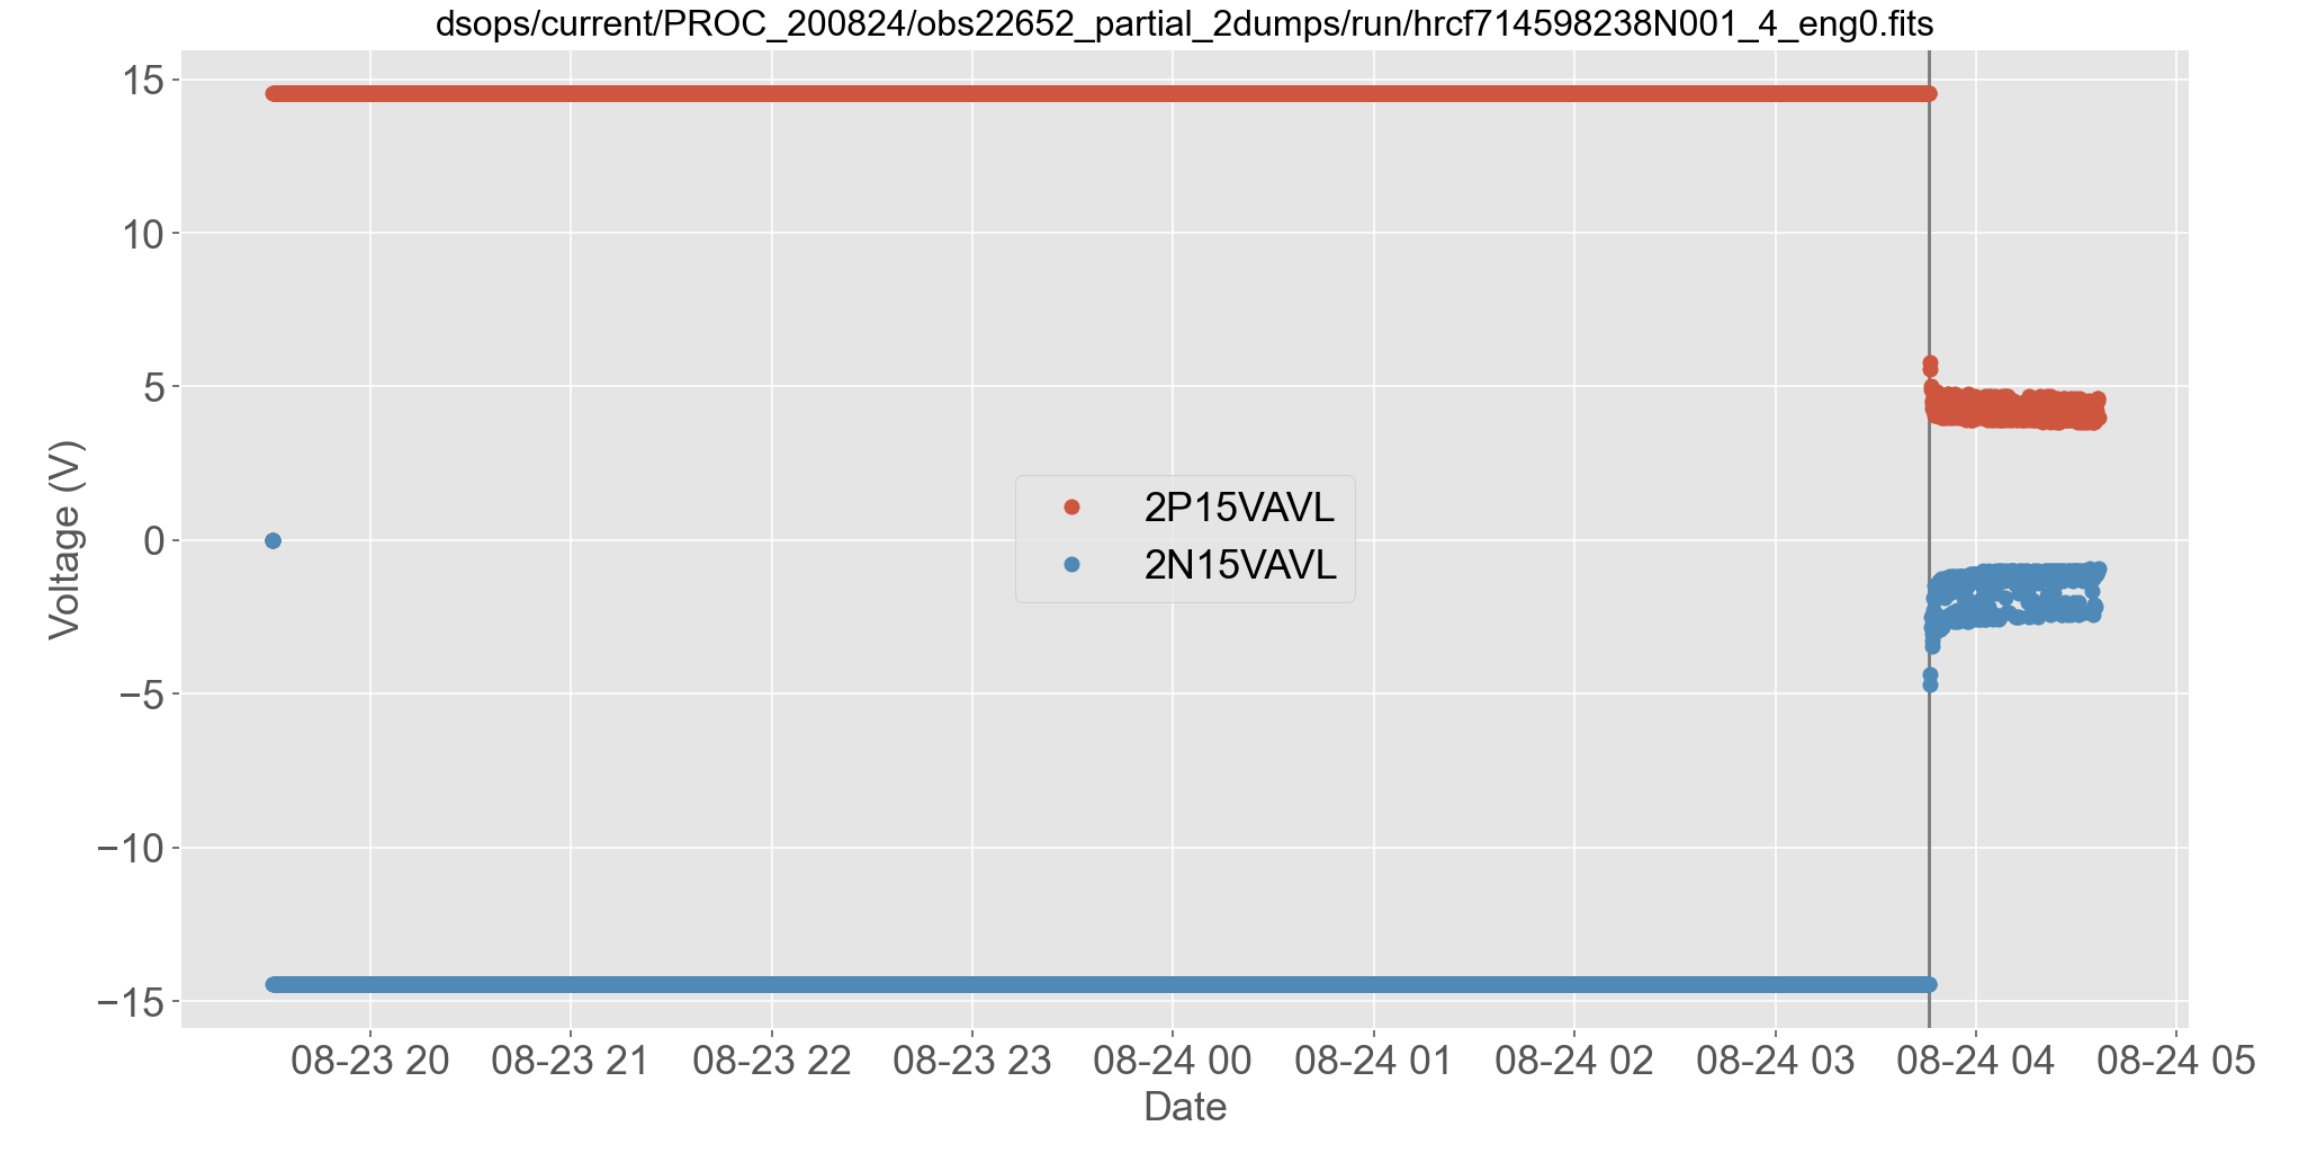 dsops/current/PROC_200824/obs22652_partial_2dumps/run/hrcf714598238N001_4_eng0.fits
15
10
5
0
−5
−10
−15
Voltage (V)
2P15VAVL
2N15VAVL
08-23 20 08-23 21 08-23 22 08-23 23 08-24 00 08-24 01 08-24 02 08-24 03 08-24 04 08-24 05
Date